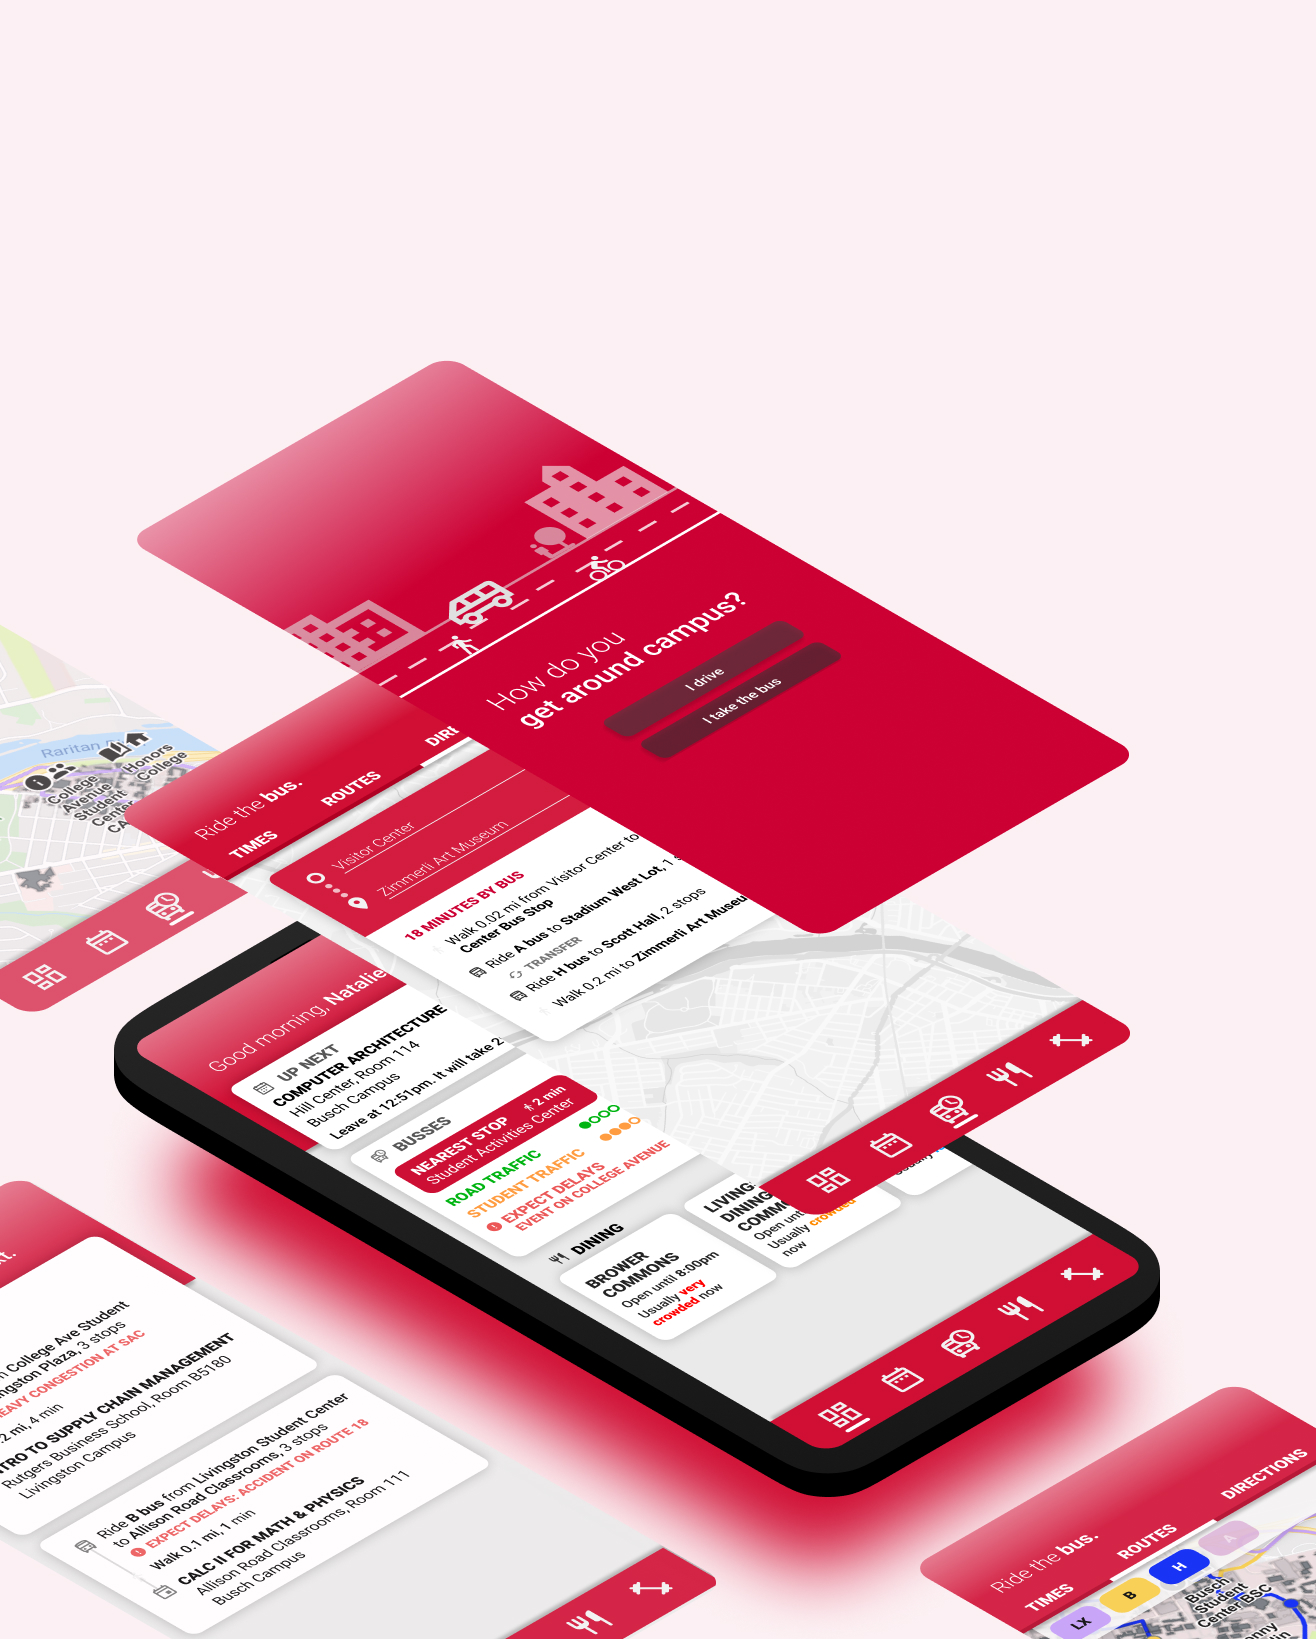 How do you
get around campus?
I drive
I take the bus
Raritan
Honors
College
College
Avenue
Student
Center
Ride the bus.
TIMES
ROUTES
Visitor Center
Zimmerli Art Museum
18 MINUTES BY BUS
Walk 0.02 mi from Visitor Center to
Center Bus Stop
Ride A bus to Stadium West Lot, 1
TRANSFER
Ride H bus to Scott Hall, 2 stops
Walk 0.2 mi to Zimmerli Art
Good morning, Natalie
UP NEXT
COMPUTER ARCHITECTURE
Hill Center, Room 114
Busch Campus
Leave at 12:51pm. It will take 2
BUSSES
NEAREST STOP
2 min
Student Activities Center
ROAD TRAFFIC
STUDENT TRAFFIC
EXPECT DELAYS
EVENT ON COLLEGE AVENUE
DINING
BROWER
COMMONS
Open until 8:00pm
Usually very
crowded now
LIVING
DINING
Open
Usually crowded
now
College Ave Student
Plaza, 3 stops
CONGESTION AT SAC
mi, 4 min
TO SUPPLY CHAIN MANAGEMENT
Rutgers Business School, Room B5180
Livingston Campus
Ride B bus from Livingston Student Center
to Allison Road Classrooms, 3 stops
EXPECT DELAYS: ACCIDENT ON ROUTE 18
Walk 0.1 mi, 1 min
CALC II FOR MATH & PHYSICS
Allison Road Classrooms, Room 111
Busch Campus
Ride the bus.
TIMES
ROUTES
DIRECTIONS
LX
B
H
A
Busch
Student
Center BSC